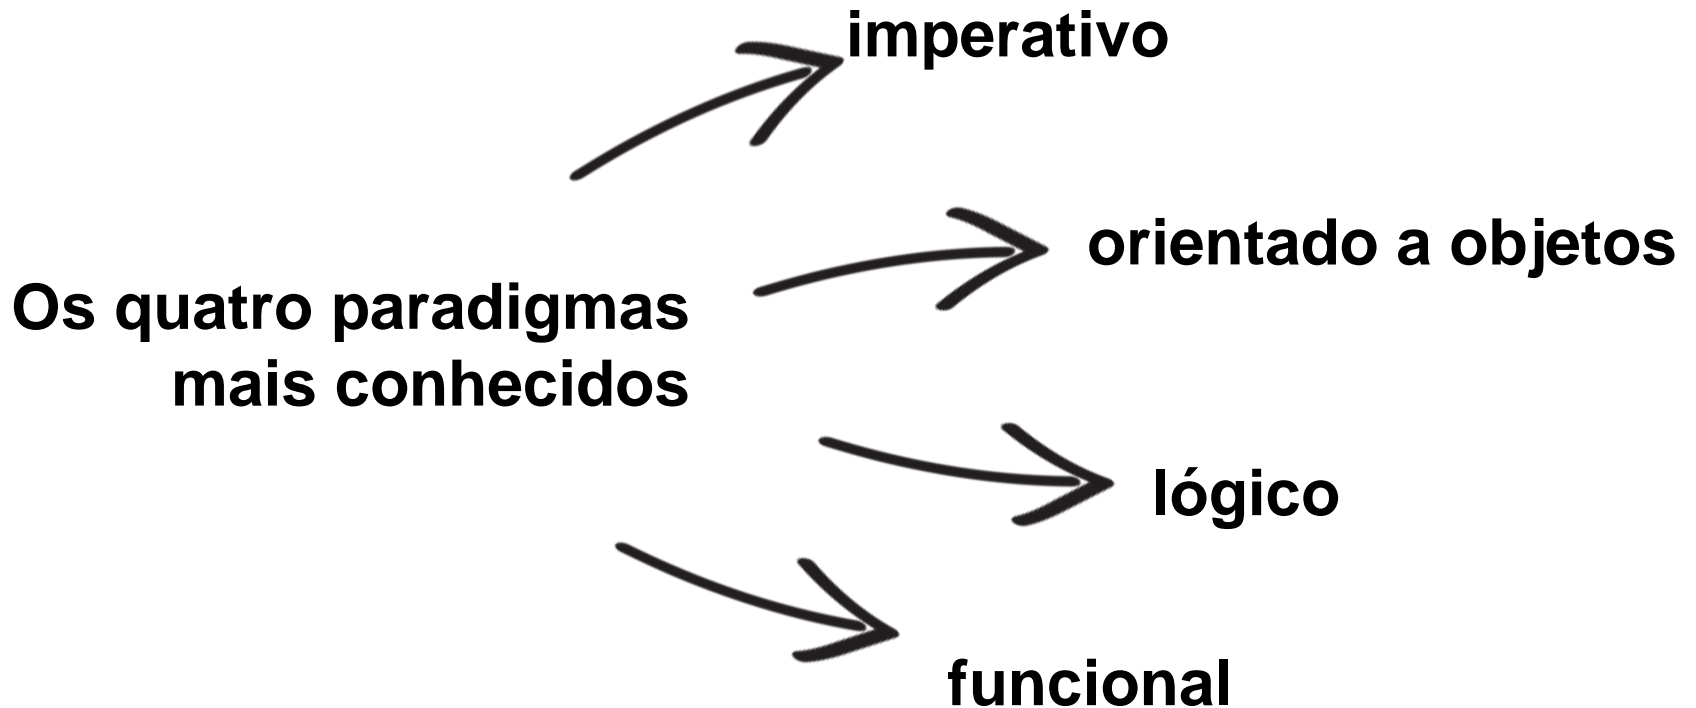 imperativo
orientado a objetos
Os quatro paradigmas
mais conhecidos
lógico
funcional